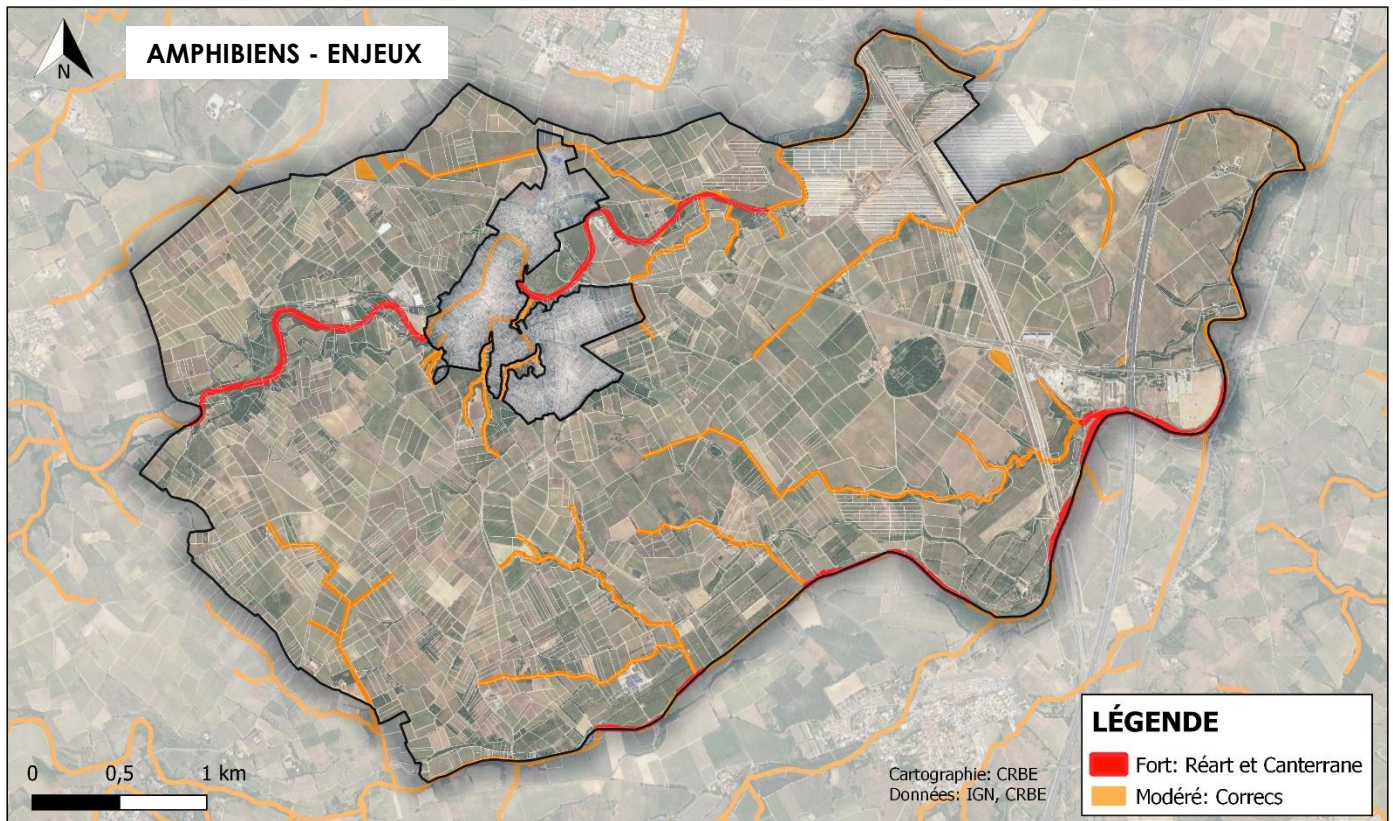 AMPHIBIENS - ENJEUX
N
0 0,5 1 km
Cartographie: CRBE
Données: IGN, CRBE
LÉGENDE
Fort: Réart et Canterrane
Modéré: Correcs